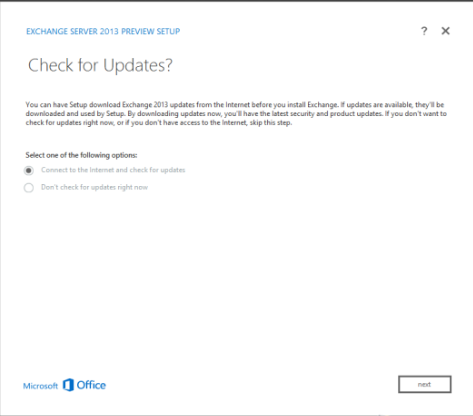 EXCHANGE SERVER 2013 PREVIEW SETUP
?
Check for Updates?
You can have Setup download Exchange 2013 updates from the Internet before you install Exchange. If updates are available, they'll be
downloaded and used by Setup. By downloading updates now, you'll have the latest security and product updates. If you don't want to
check for updates right now, or if you don't have access to the Internet, skip this step.
Select one of the following options:
Connect to the Internet and check for updates
Don't check for updates right now
Microsoft Office
next